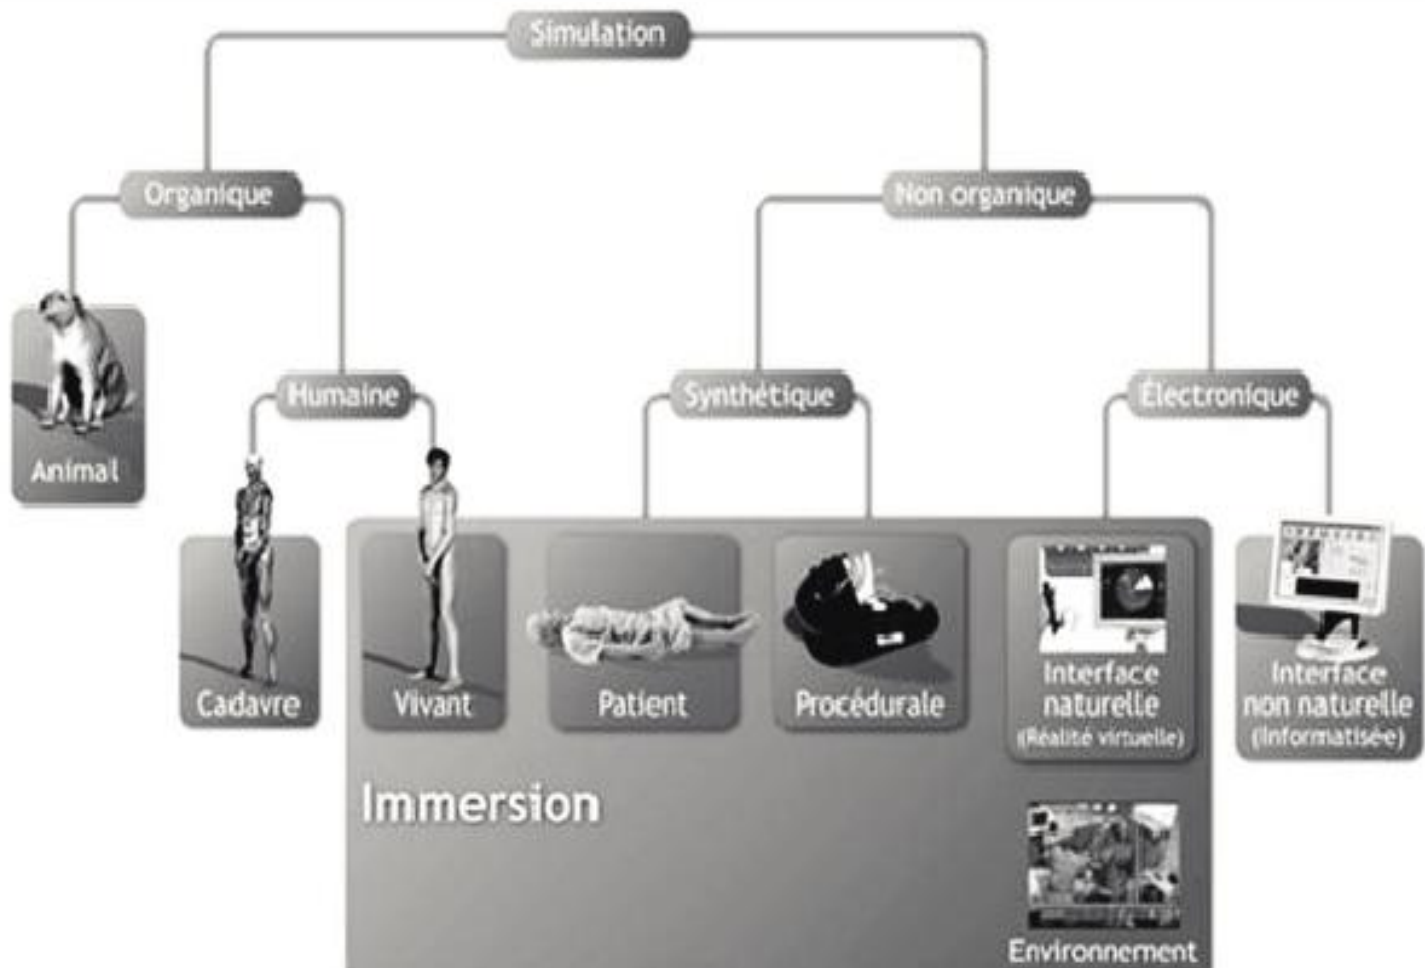 Simulation
Organique
Non organique
Humaine
Synthétique
Électronique
Animal
Cadavre
Vivant
Patient
Procédurale
Interface
naturelle
(Réalité virtuelle)
Interface
non naturelle
(Informatisée)
Immersion
Environnement